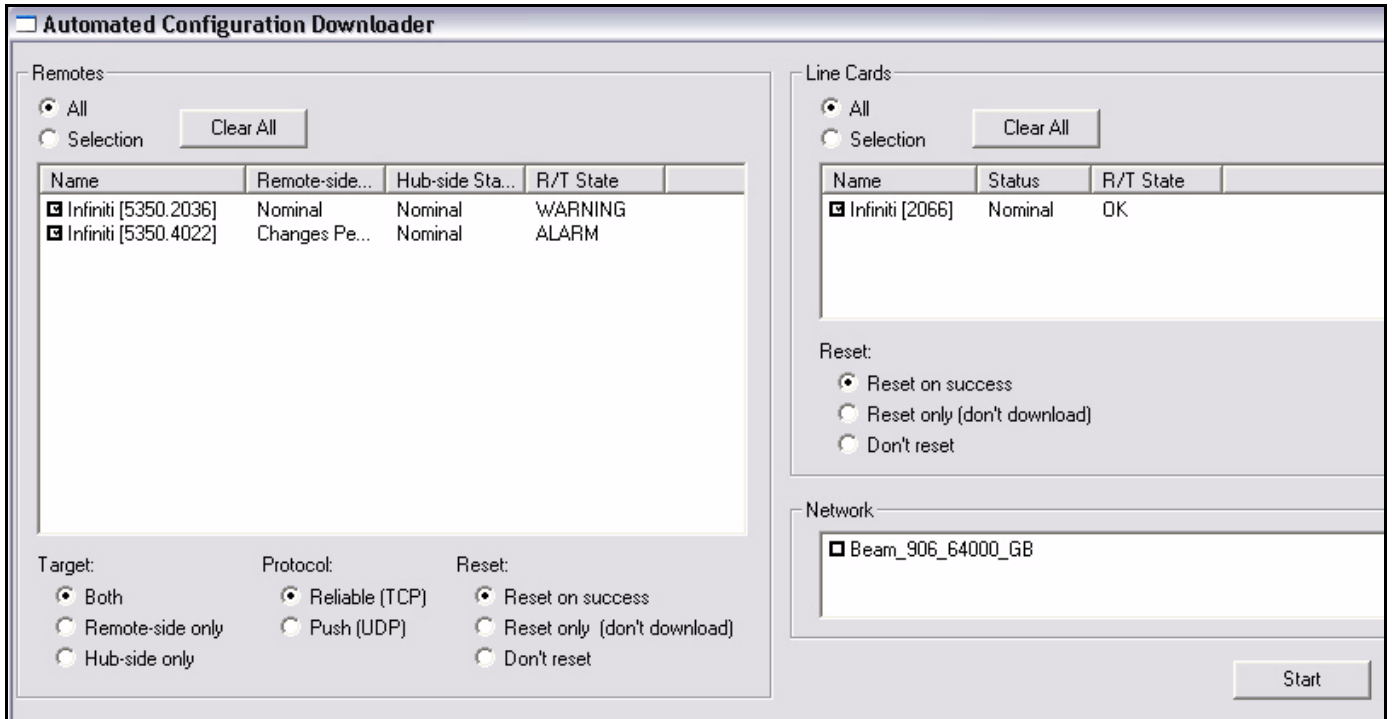 Automated Configuration Downloader
Remotes
All
Selection
Clear All
Name Remote-side... Hub-side Sta... R/T State
Infiniti [5350.2036] Nominal Nominal WARNING
Infiniti [5350.4022] Changes Pe... Nominal ALARM
Target:
Both
Remote-side only
Hub-side only
Protocol:
Reliable (TCP)
Push (UDP)
Reset:
Reset on success
Reset only (don't download)
Don't reset
Line Cards
All
Selection
Clear All
Name Status R/T State
Infiniti [2066] Nominal OK
Reset:
Reset on success
Reset only (don't download)
Don't reset
Network
Beam_906_64000_GB
Start